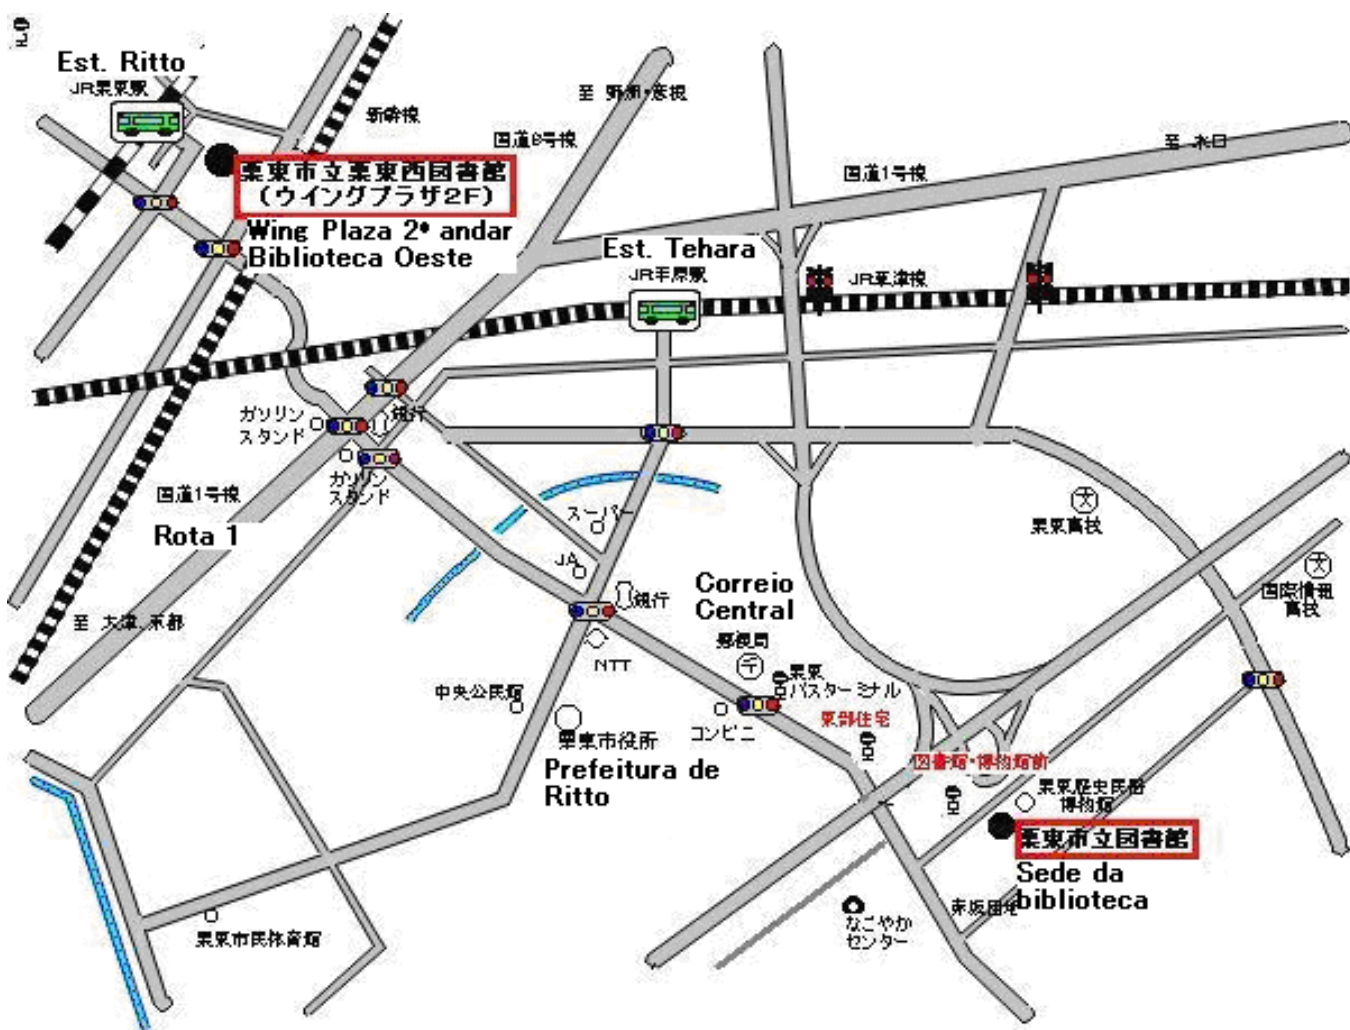 Est. Ritto
JR栗東駅
新幹線
国道8号線
至 野洲・彦根
国道1号線
至 水口
栗東市立栗東西図書館
(ウイングプラザ2F)
Wing Plaza 2º andar
Biblioteca Oeste
Est. Tehara
JR手原駅
JR草津線
ガソリン
スタンド
銀行
ガソリン
スタンド
国道1号線
Rota 1
スーパー
JA
銀行
NTT
栗東高校
国際情報
高校
至 大津、京都
Correio
Central
郵便局
栗東
バスターミナル
中央公民館
コンビニ
東部住宅
栗東市役所
Prefeitura de
Ritto
図書館・博物館前
栗東歴史民俗
博物館
栗東市立図書館
Sede da
biblioteca
栗東市民体育館
なごやか
センター